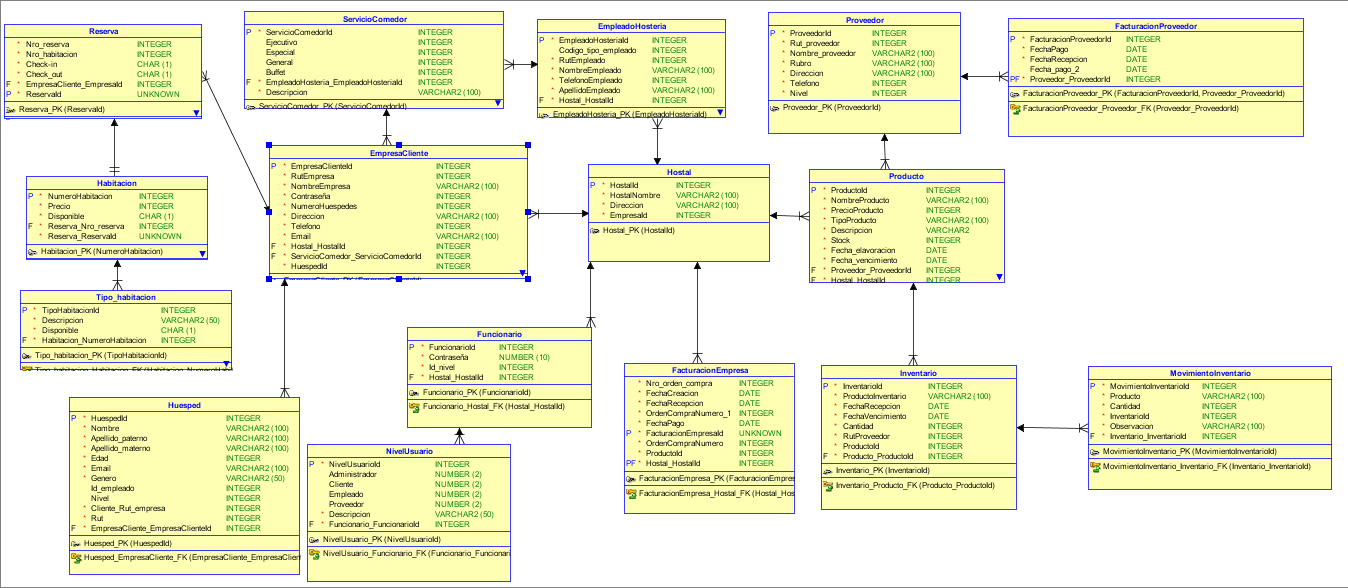 Reserva
* Nro_reserva INTEGER
* Nro_habitacion INTEGER
* Check-in CHAR (1)
* Check_out CHAR (1)
F * EmpresaCliente_EmpresaId INTEGER
P * ReservaId UNKNOWN
Reserva_PK (ReservaId)
ServicioComedor
P * ServicioComedorId INTEGER
Ejecutivo INTEGER
Especial INTEGER
General INTEGER
Buffet INTEGER
F * EmpleadoHosteria_EmpleadoHosteriaId INTEGER
* Descripcion VARCHAR2 (100)
ServicioComedor_PK (ServicioComedorId)
EmpleadoHosteria
P * EmpleadoHosteriaId INTEGER
* Codigo_tipo_empleado INTEGER
* RutEmpleado INTEGER
* NombreEmpleado VARCHAR2 (100)
* TelefonoEmpleado INTEGER
* ApellidoEmpleado VARCHAR2 (100)
F * Hostal_HostalId INTEGER
EmpleadoHosteria_PK (EmpleadoHosteriaId)
Proveedor
P * ProveedorId INTEGER
* Rut_proveedor INTEGER
* Nombre_proveedor VARCHAR2 (100)
* Rubro VARCHAR2 (100)
* Direccion VARCHAR2 (100)
* Telefono INTEGER
* Nivel INTEGER
Proveedor_PK (ProveedorId)
FacturacionProveedor
P * FacturacionProveedorId INTEGER
* FechaPago DATE
* FechaRecepcion DATE
Fecha_pago_2 DATE
PF * Proveedor_ProveedorId INTEGER
FacturacionProveedor_PK (FacturacionProveedorId, Proveedor_ProveedorId)
FacturacionProveedor_Proveedor_FK (Proveedor_ProveedorId)
Habitacion
P * NumeroHabitacion INTEGER
* Precio INTEGER
* Disponible CHAR (1)
F * Reserva_Nro_reserva INTEGER
* Reserva_ReservaId UNKNOWN
Habitacion_PK (NumeroHabitacion)
EmpresaCliente
P * EmpresaClienteId INTEGER
* RutEmpresa INTEGER
* NombreEmpresa VARCHAR2 (100)
* Contraseña INTEGER
* NumeroHuespedes INTEGER
* Direccion VARCHAR2 (100)
* Telefono INTEGER
* Email VARCHAR2 (100)
F * Hostal_HostalId INTEGER
F * ServicioComedor_ServicioComedorId INTEGER
* HuespedId INTEGER
Hostal
P * HostalId INTEGER
* HostalNombre VARCHAR2 (100)
* Direccion VARCHAR2 (100)
* EmpresaId INTEGER
Hostal_PK (HostalId)
Producto
P * ProductoId INTEGER
* NombreProducto VARCHAR2 (100)
* PrecioProducto INTEGER
* TipoProducto VARCHAR2 (100)
* Descripcion VARCHAR2
* Stock INTEGER
* Fecha_elavoracion DATE
* Fecha_vencimiento DATE
F * Proveedor_ProveedorId INTEGER
F * Hostal_HostalId INTEGER
Tipo_habitacion
P * TipoHabitacionId INTEGER
* Descripcion VARCHAR2 (50)
* Disponible CHAR (1)
F * Habitacion_NumeroHabitacion INTEGER
Tipo_habitacion_PK (TipoHabitacionId)
Funcionario
P * FuncionarioId INTEGER
* Contraseña NUMBER (10)
* Id_nivel INTEGER
F * Hostal_HostalId INTEGER
Funcionario_PK (FuncionarioId)
Funcionario_Hostal_FK (Hostal_HostalId)
FacturacionEmpresa
* Nro_orden_compra INTEGER
* FechaCreacion DATE
* FechaRecepcion DATE
* OrdenCompraNumero_1 INTEGER
* FechaPago DATE
P * FacturacionEmpresaId UNKNOWN
* OrdenCompraNumero INTEGER
* ProductoId INTEGER
PF * Hostal_HostalId INTEGER
FacturacionEmpresa_PK (FacturacionEmpres
FacturacionEmpresa_Hostal_FK (Hostal_Hos
Inventario
P * InventarioId INTEGER
* ProductoInventario VARCHAR2 (100)
* FechaRecepcion DATE
* FechaVencimiento DATE
* Cantidad INTEGER
* RutProveedor INTEGER
* ProductoId INTEGER
F * Producto_ProductoId INTEGER
Inventario_PK (InventarioId)
Inventario_Producto_FK (Producto_ProductoId)
MovimientoInventario
P * MovimientoInventarioId INTEGER
* Producto VARCHAR2 (100)
* Cantidad INTEGER
* InventarioId INTEGER
* Observacion VARCHAR2 (100)
F * Inventario_InventarioId INTEGER
MovimientoInventario_PK (MovimientoInventarioId)
MovimientoInventario_Inventario_FK (Inventario_InventarioId)
Huesped
P * HuespedId INTEGER
* Nombre VARCHAR2 (100)
* Apellido_paterno VARCHAR2 (100)
* Apellido_materno VARCHAR2 (100)
* Edad INTEGER
* Email VARCHAR2 (100)
* Genero VARCHAR2 (50)
Id_empleado INTEGER
Nivel INTEGER
* Cliente_Rut_empresa INTEGER
* Rut INTEGER
F * EmpresaCliente_EmpresaClienteId INTEGER
Huesped_PK (HuespedId)
Huesped_EmpresaCliente_FK (EmpresaCliente_EmpresaClien
NivelUsuario
P * NivelUsuarioId INTEGER
Administrador NUMBER (2)
Cliente NUMBER (2)
Empleado NUMBER (2)
Proveedor NUMBER (2)
* Descripcion VARCHAR2 (50)
F * Funcionario_FuncionarioId INTEGER
NivelUsuario_PK (NivelUsuarioId)
NivelUsuario_Funcionario_FK (Funcionario_Funcionari